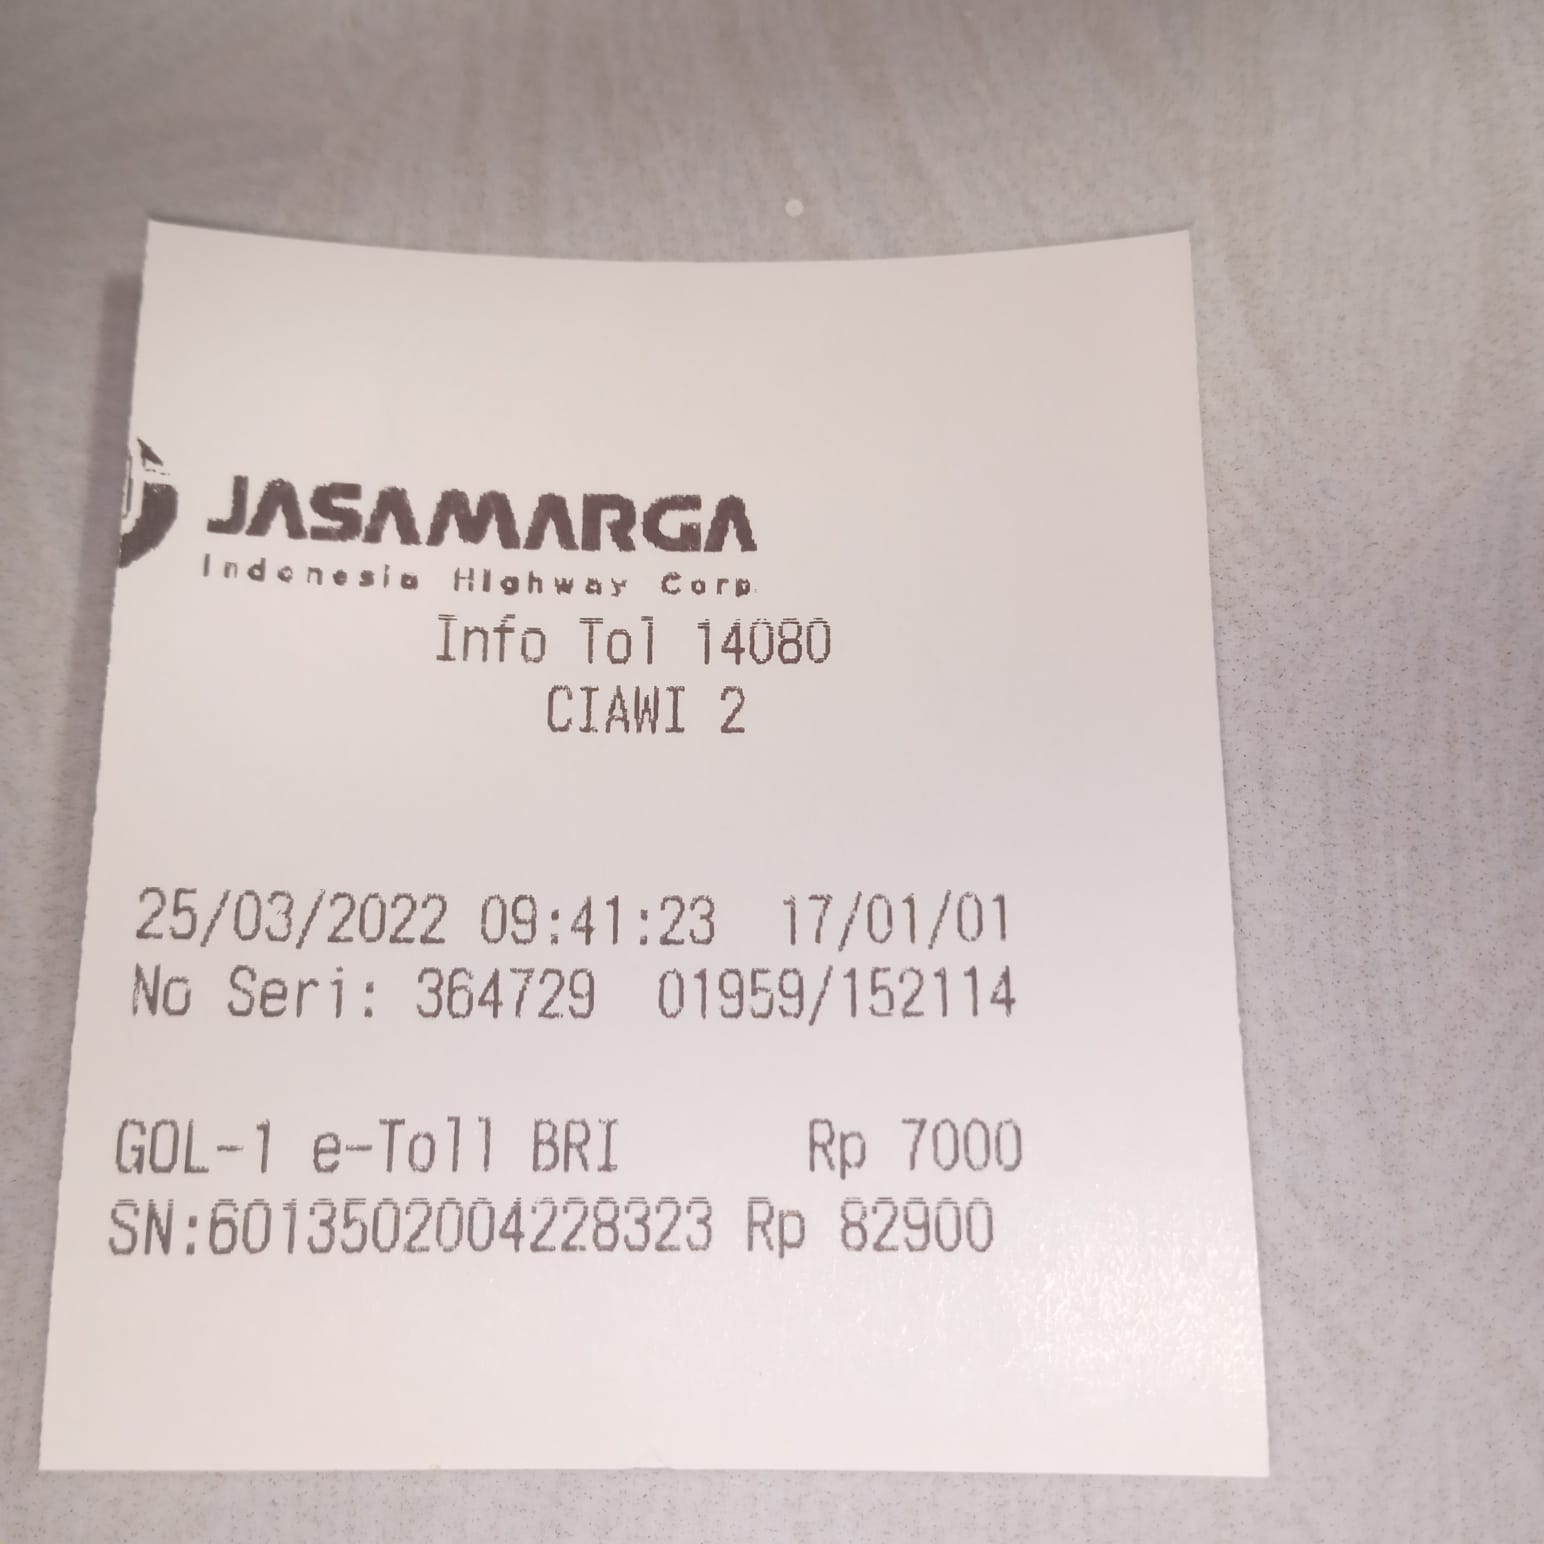 JASAMARGA
Indonesia Highway Corp.
Info Tol 14080
CIAWI 2
25/03/2022 09:41:23 17/01/01
No Seri: 364729 01959/152114
GOL-1 e-Toll BRI Rp 7000
SN:6013502004228323 Rp 82900